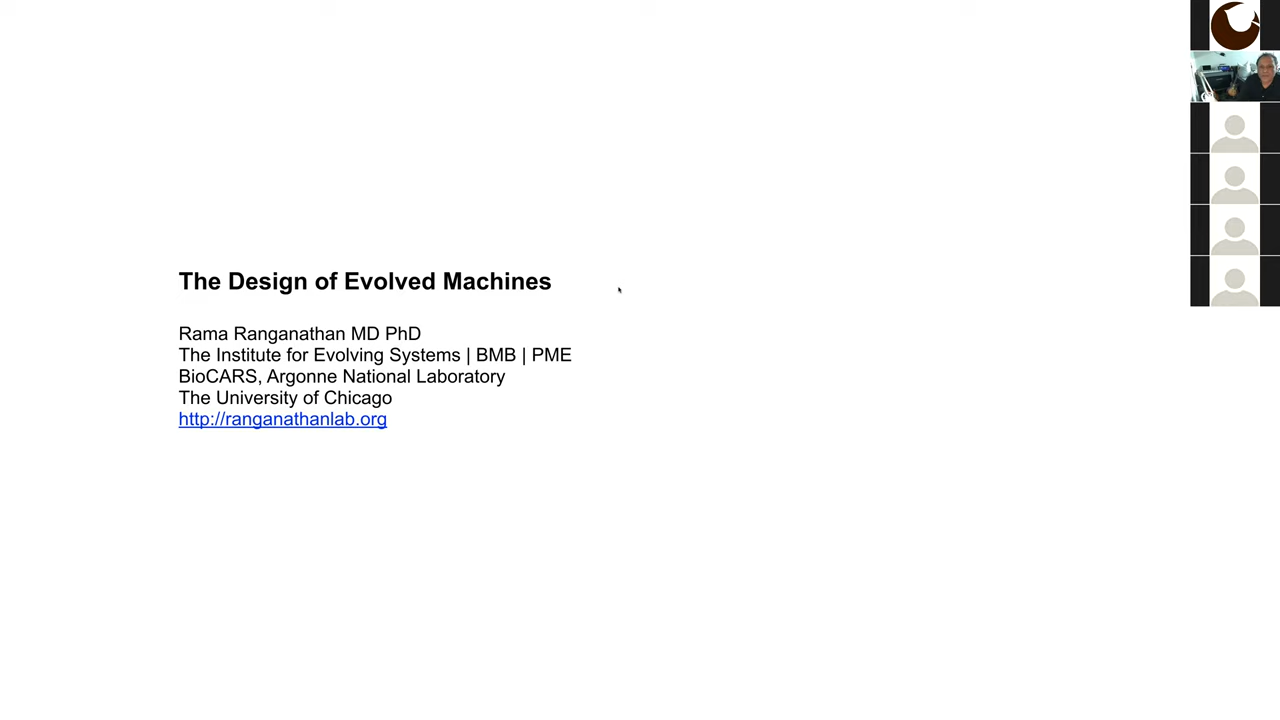 The Design of Evolved Machines
Rama Ranganathan MD PhD
The Institute for Evolving Systems | BMB | PME
BioCARS, Argonne National Laboratory
The University of Chicago
http://ranganathanlab.org